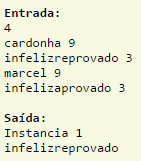 Entrada:
4
cardonha 9
infelizreprovado 3
marcel 9
infelizaprovado 3

Saída:
Instancia 1
infelizreprovado